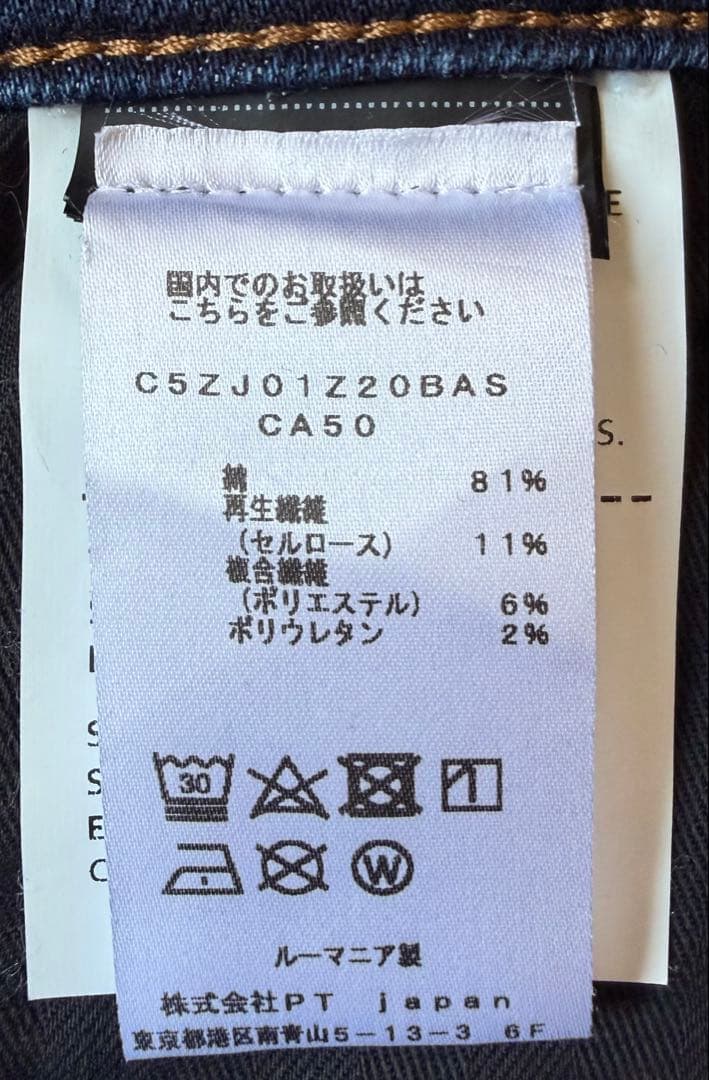 国内でのお取扱いは
こちらをご参照ください
C5ZJ01Z20BAS
CA50
綿 81%
再生繊維
(セルロース) 11%
複合繊維
(ポリエステル) 6%
ポリウレタン 2%
30
W
ルーマニア製
株式会社PT japan
東京都港区南青山5-13-3 6F
E
S.